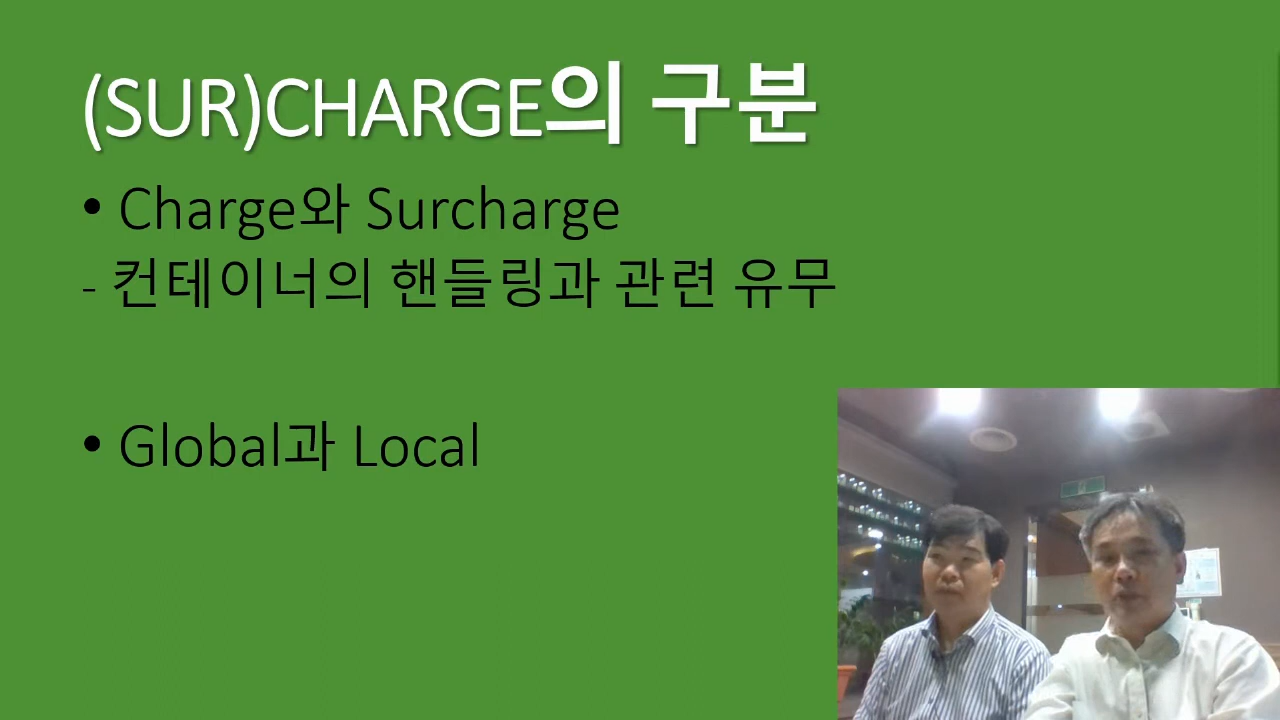 (SUR)CHARGE의 구분
• Charge와 Surcharge
- 컨테이너의 핸들링과 관련 유무
• Global과 Local